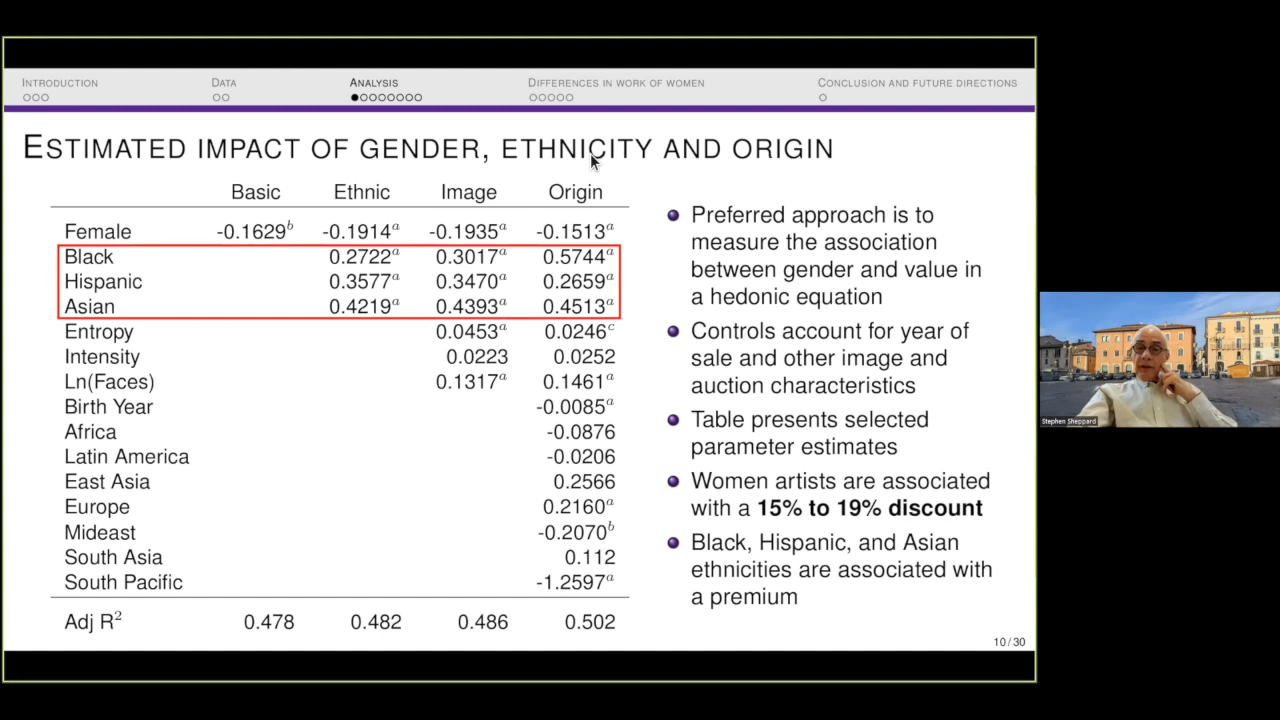 INTRODUCTION DATA ANALYSIS DIFFERENCES IN WORK OF WOMEN CONCLUSION AND FUTURE DIRECTIONS
ESTIMATED IMPACT OF GENDER, ETHNICITY AND ORIGIN
Basic Ethnic Image Origin
Female -0.1629b -0.1914a -0.1935a -0.1513a
Black 0.2722a 0.3017a 0.5744a
Hispanic 0.3577a 0.3470a 0.2659a
Asian 0.4219a 0.4393a 0.4513a
Entropy 0.0453a 0.0246c
Intensity 0.0223 0.0252
Ln(Faces) 0.1317a 0.1461a
Birth Year -0.0085a
Africa -0.0876
Latin America -0.0206
East Asia 0.2566
Europe 0.2160a
Mideast -0.2070b
South Asia 0.112
South Pacific -1.2597a
Adj R2 0.478 0.482 0.486 0.502
Preferred approach is to
measure the association
between gender and value in
a hedonic equation
Controls account for year of
sale and other image and
auction characteristics
Table presents selected
parameter estimates
Women artists are associated
with a 15% to 19% discount
Black, Hispanic, and Asian
ethnicities are associated with
a premium
10/30
Stephen Sheppard